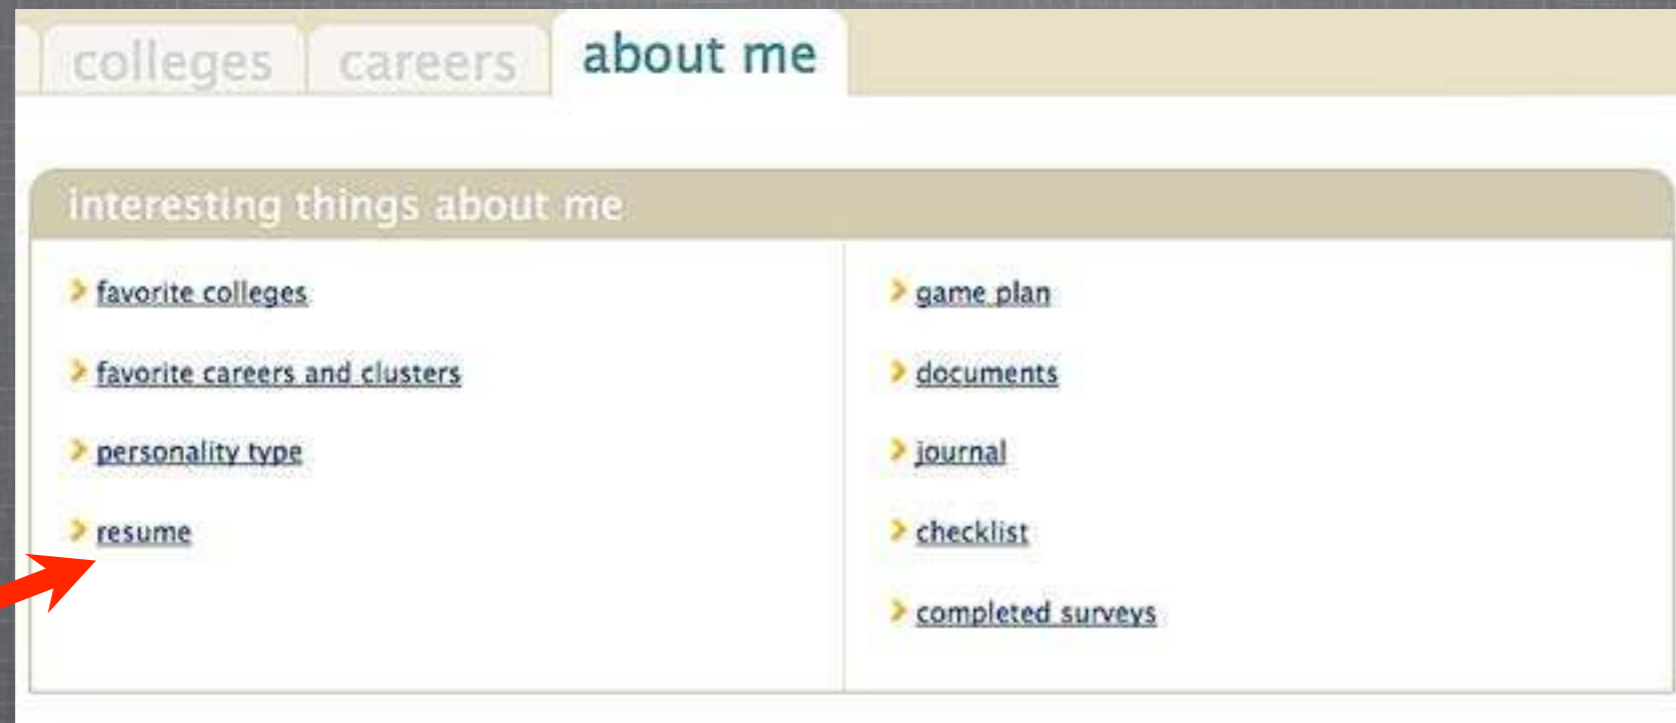 colleges careers about me
interesting things about me
favorite colleges
favorite careers and clusters
personality type
resume
game plan
documents
journal
checklist
completed surveys